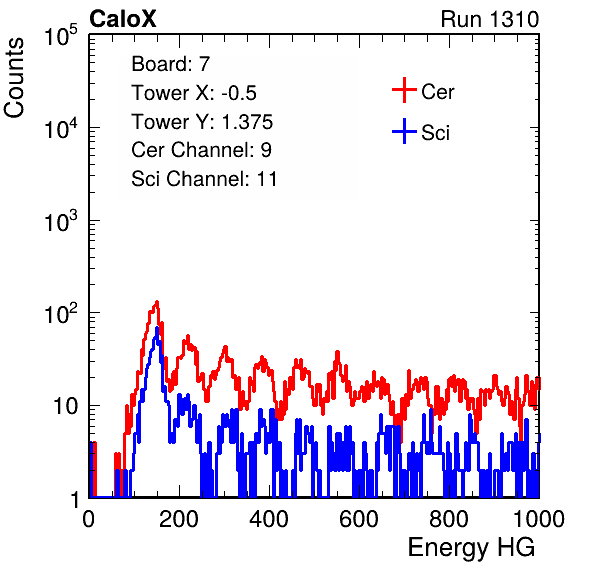 CaloX Run 1310
Counts
Board: 7
Tower X: -0.5
Tower Y: 1.375
Cer Channel: 9
Sci Channel: 11
Cer
Sci
10^5
10^4
10^3
10^2
10
1
0 200 400 600 800 1000
Energy HG